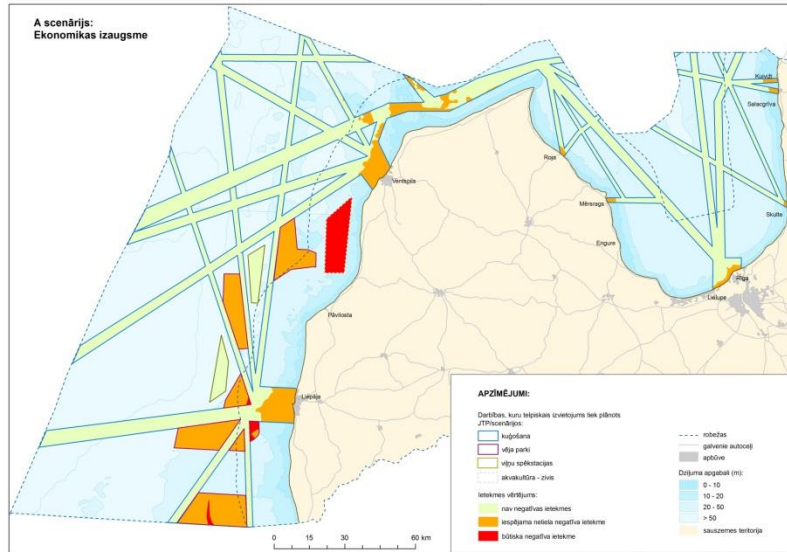 A scenārijs:
Ekonomikas izaugsme
Kuivži
Salacgrīva
Roja
Ventspils
Mērsrags
Skulte
Engure
Rīga
Lielupe
Pāvilosta
Liepāja
APZĪMĒJUMI:
Darbības, kuru telpiskais izvietojums tiek plānots
JTP/scenārijos:
kuģošana
vēja parki
viļņu spēkstacijas
akvakultūra - zivis
Ietekmes vērtējums:
nav negatīvas ietekmes
iespējama neliela negatīva ietekme
būtiska negatīva ietekme
robežas
galvenie autoceļi
apbūve
Dziļuma apgabali (m):
0 - 10
10 - 20
20 - 50
> 50
sauszemes teritorija
0 15 30 60 km